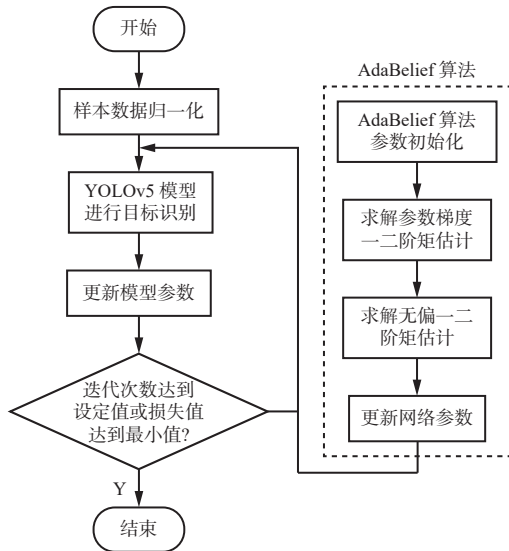 开始
样本数据归一化
YOLOv5 模型
进行目标识别
更新模型参数
迭代次数达到
设定值或损失值
达到最小值?
Y
结束
AdaBelief 算法
AdaBelief 算法
参数初始化
求解参数梯度
一二阶矩估计
求解无偏一二
阶矩估计
更新网络参数